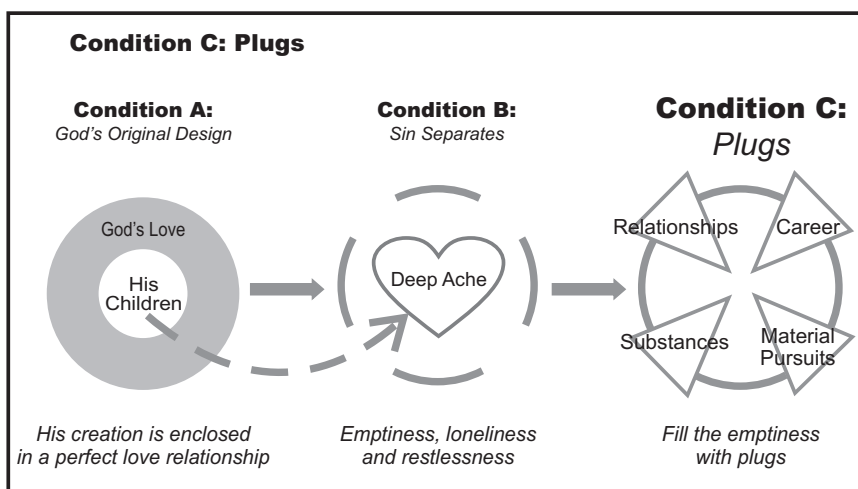 Condition C: Plugs
Condition A:
God's Original Design
God's Love
His
Children
His creation is enclosed
in a perfect love relationship
Condition B:
Sin Separates
Deep Ache
Emptiness, loneliness
and restlessness
Condition C:
Plugs
Relationships
Career
Substances
Material
Pursuits
Fill the emptiness
with plugs